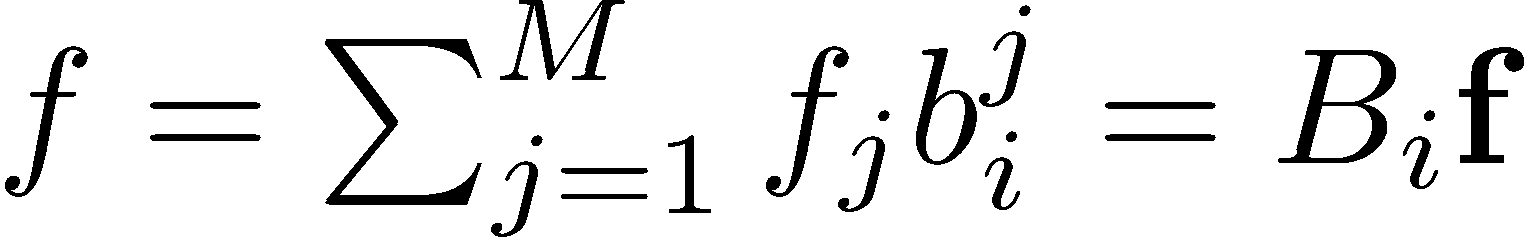 $f = \sum_{j=1}^{M} f_j b_i^j = B_i \mathbf{f}$